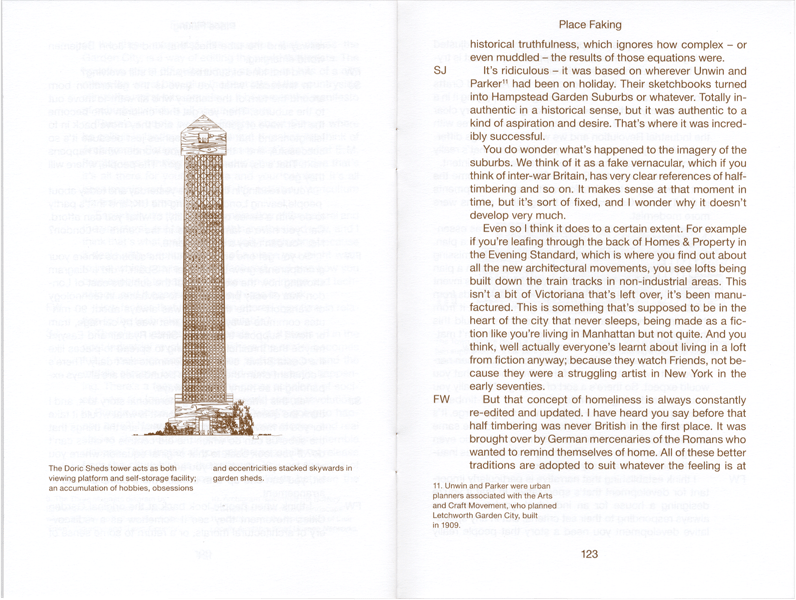 The Doric Sheds tower acts as both
viewing platform and self-storage facility;
an accumulation of hobbies, obsessions
and eccentricities stacked skywards in
garden sheds.
Place Faking
historical truthfulness, which ignores how complex – or
even muddled – the results of those equations were.
SJ It's ridiculous – it was based on wherever Unwin and
Parker¹¹ had been on holiday. Their sketchbooks turned
into Hampstead Garden Suburbs or whatever. Totally in-
authentic in a historical sense, but it was authentic to a
kind of aspiration and desire. That's where it was incred-
ibly successful.
You do wonder what's happened to the imagery of the
suburbs. We think of it as a fake vernacular, which if you
think of inter-war Britain, has very clear references of half-
timbering and so on. It makes sense at that moment in
time, but it's sort of fixed, and I wonder why it doesn't
develop very much.
Even so I think it does to a certain extent. For example
if you're leafing through the back of Homes & Property in
the Evening Standard, which is where you find out about
all the new architectural movements, you see lofts being
built down the train tracks in non-industrial areas. This
isn't a bit of Victoriana that's left over, it's been manu-
factured. This is something that's supposed to be in the
heart of the city that never sleeps, being made as a fic-
tion like you're living in Manhattan but not quite. And you
think, well actually everyone's learnt about living in a loft
from fiction anyway; because they watch Friends, not be-
cause they were a struggling artist in New York in the
early seventies.
FW But that concept of homeliness is always constantly
re-edited and updated. I have heard you say before that
half timbering was never British in the first place. It was
brought over by German mercenaries of the Romans who
wanted to remind themselves of home. All of these better
traditions are adopted to suit whatever the feeling is at
11. Unwin and Parker were urban
planners associated with the Arts
and Craft Movement, who planned
Letchworth Garden City, built
in 1909.
123